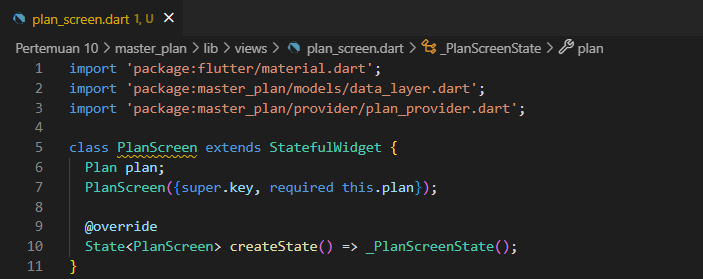 plan_screen.dart 1, U
Pertemuan 10 > master_plan > lib > views > plan_screen.dart > _PlanScreenState > plan
1 import 'package:flutter/material.dart';
2 import 'package:master_plan/models/data_layer.dart';
3 import 'package:master_plan/provider/plan_provider.dart';
4
5 class PlanScreen extends StatefulWidget {
6 Plan plan;
7 PlanScreen({super.key, required this.plan});
8
9 @override
10 State<PlanScreen> createState() => _PlanScreenState();
11 }